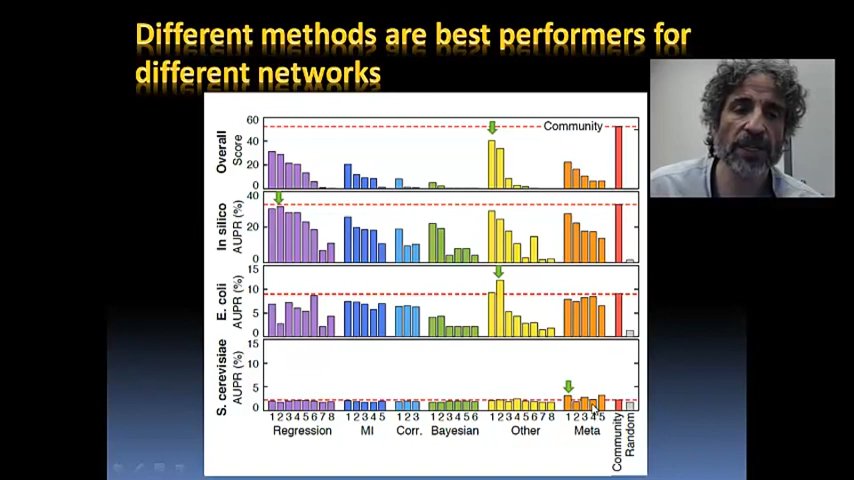 Different methods are best performers for
different networks
Overall
Score
60
40
20
0
Community
In silico
AUPR (%)
40
20
0
E. coli
AUPR (%)
15
10
5
0
S. cerevisiae
AUPR (%)
15
10
5
0
1 2 3 4 5 6 7 8 1 2 3 4 5 1 2 3 1 2 3 4 5 6 1 2 3 4 5 6 7 8 1 2 3 4 5
Regression MI Corr. Bayesian Other Meta
Community
Random